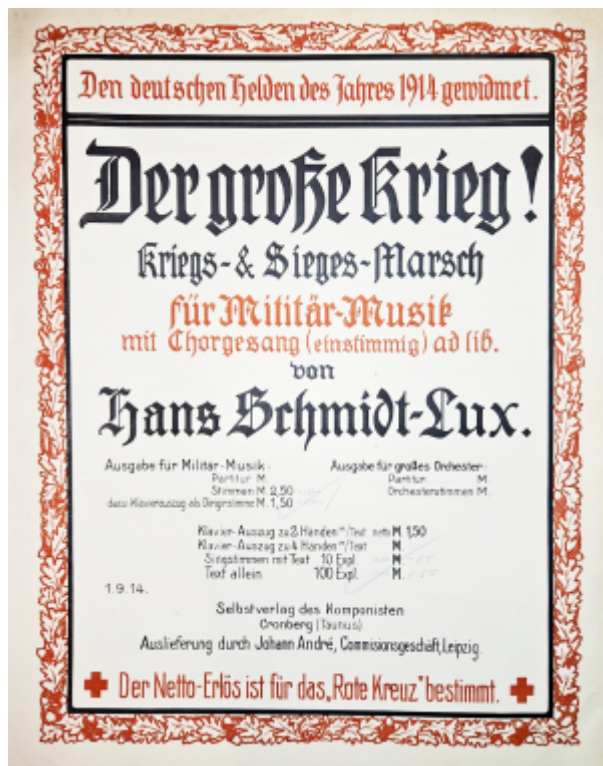 Den deutschen Helden des Jahres 1914 gewidmet.
Der große Krieg!
Kriegs-& Sieges-Marsch
für Militär-Musik
mit Chorgesang (einstimmig) ad lib.
von
Hans Schmidt-Lux.
Ausgabe für Militär-Musik:
Partitur M.
Stimmen M. 2,50
dazu Klavierauszug als Dirigierstimme M. 1,50
Ausgabe für großes Orchester:
Partitur M.
Orchesterstimmen M.
Klavier-Auszug zu 2 Händen m/Text netto M. 1,50
Klavier-Auszug zu 4 Händen m/Text M.
Singstimmen mit Text 10 Expl. M.
Text allein 100 Expl. M.
1.9.14.
Selbstverlag des Komponisten
Cronberg (Taunus)
Auslieferung durch Johann André, Commisionsgeschäft, Leipzig.
Der Netto-Erlös ist für das „Rote Kreuz" bestimmt.